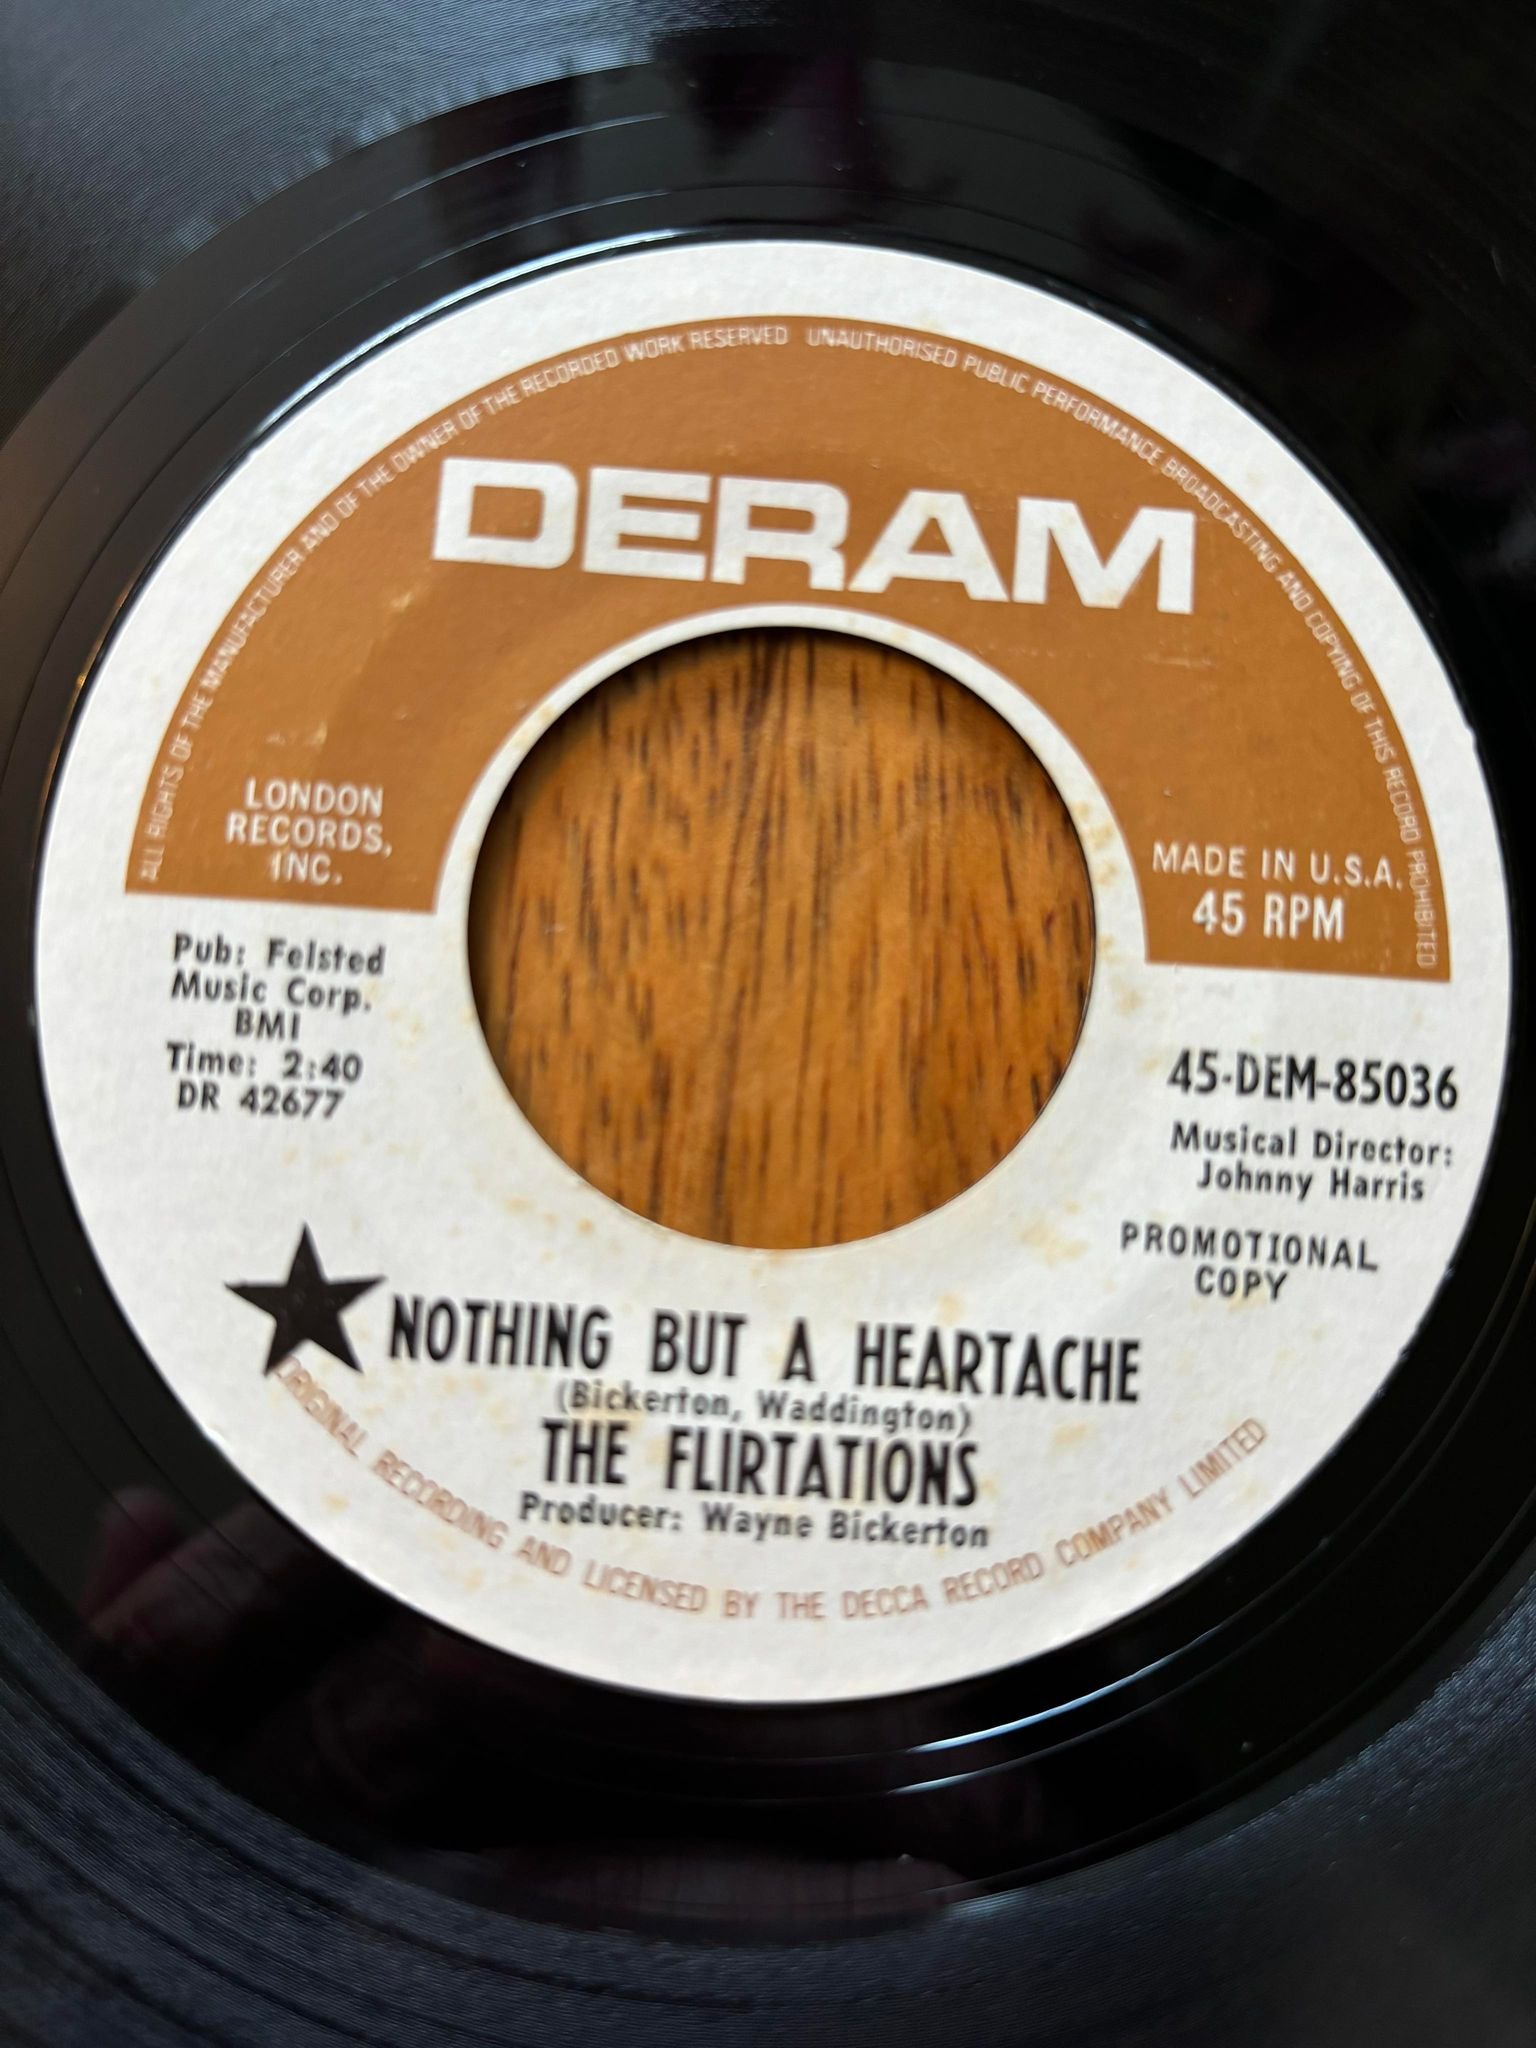 ALL RIGHTS OF THE MANUFACTURER AND OF THE OWNER OF THE RECORDED WORK RESERVED UNAUTHORISED PUBLIC PERFORMANCE BROADCASTING AND COPYING OF THIS RECORD PROHIBITED
DERAM
LONDON
RECORDS,
INC.
MADE IN U.S.A.
45 RPM
Pub: Felsted
Music Corp.
BMI
Time: 2:40
DR 42677
45-DEM-85036
Musical Director:
Johnny Harris
PROMOTIONAL
COPY
NOTHING BUT A HEARTACHE
(Bickerton, Waddington)
THE FLIRTATIONS
Producer: Wayne Bickerton
ORIGINAL RECORDING AND LICENSED BY THE DECCA RECORD COMPANY LIMITED